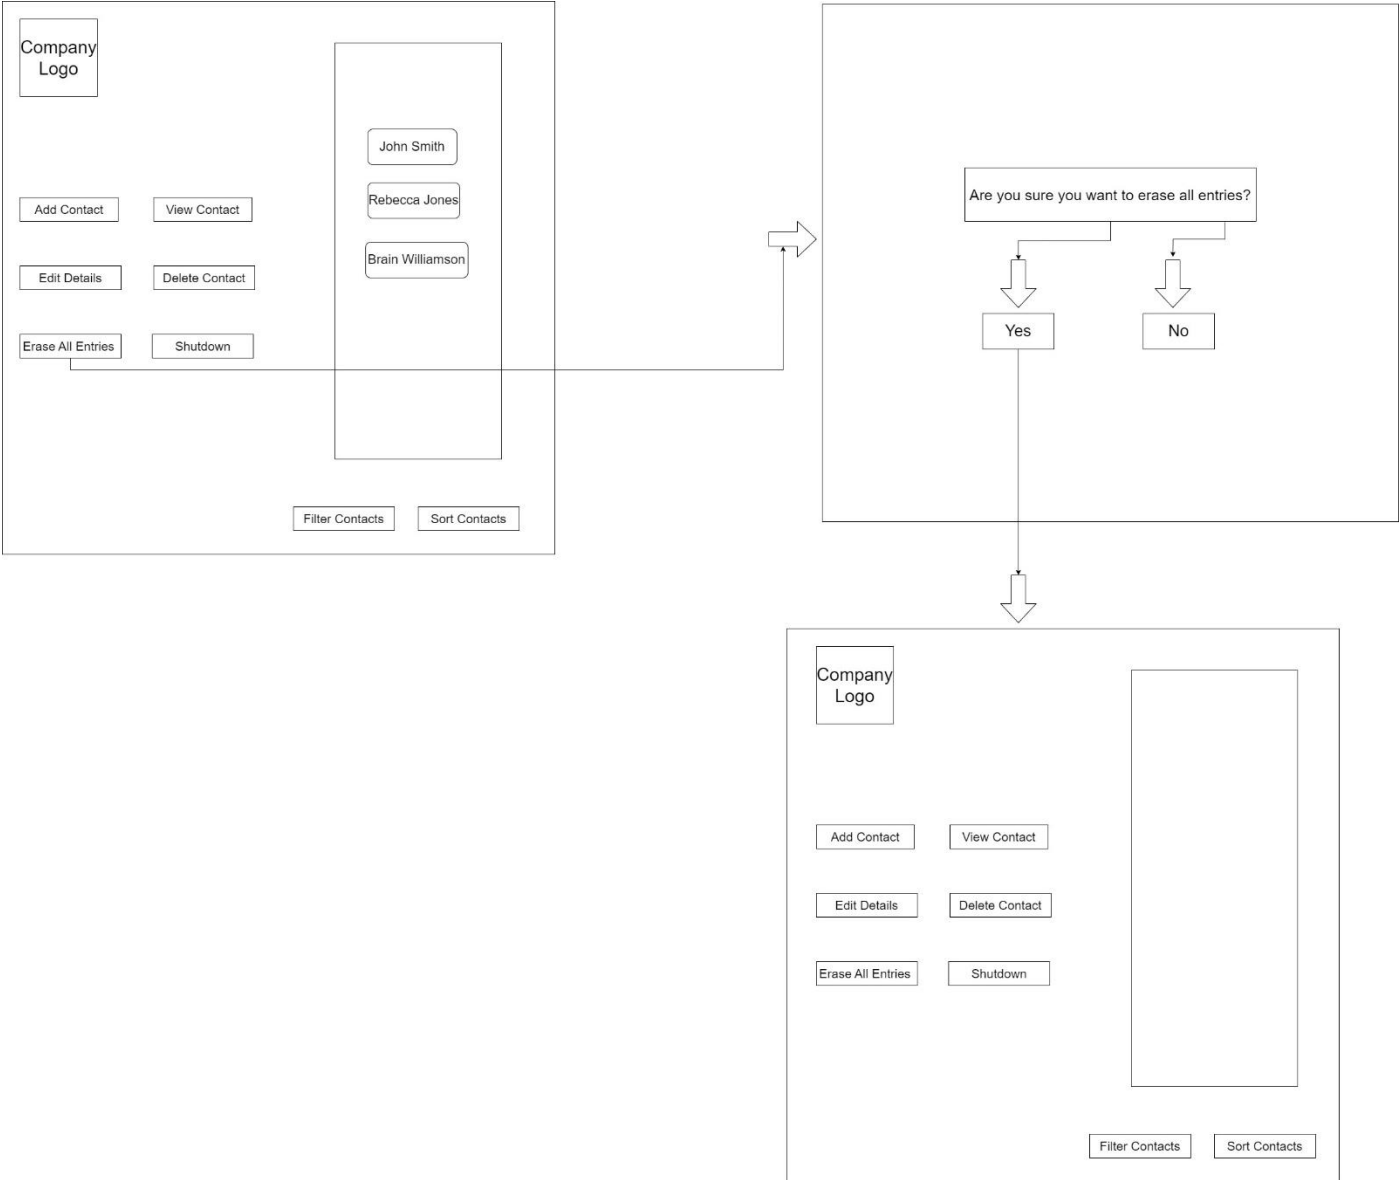 Company
Logo
John Smith
Rebecca Jones
Brain Williamson
Add Contact
View Contact
Edit Details
Delete Contact
Erase All Entries
Shutdown
Filter Contacts
Sort Contacts
Are you sure you want to erase all entries?
Yes
No
Company
Logo
Add Contact
View Contact
Edit Details
Delete Contact
Erase All Entries
Shutdown
Filter Contacts
Sort Contacts